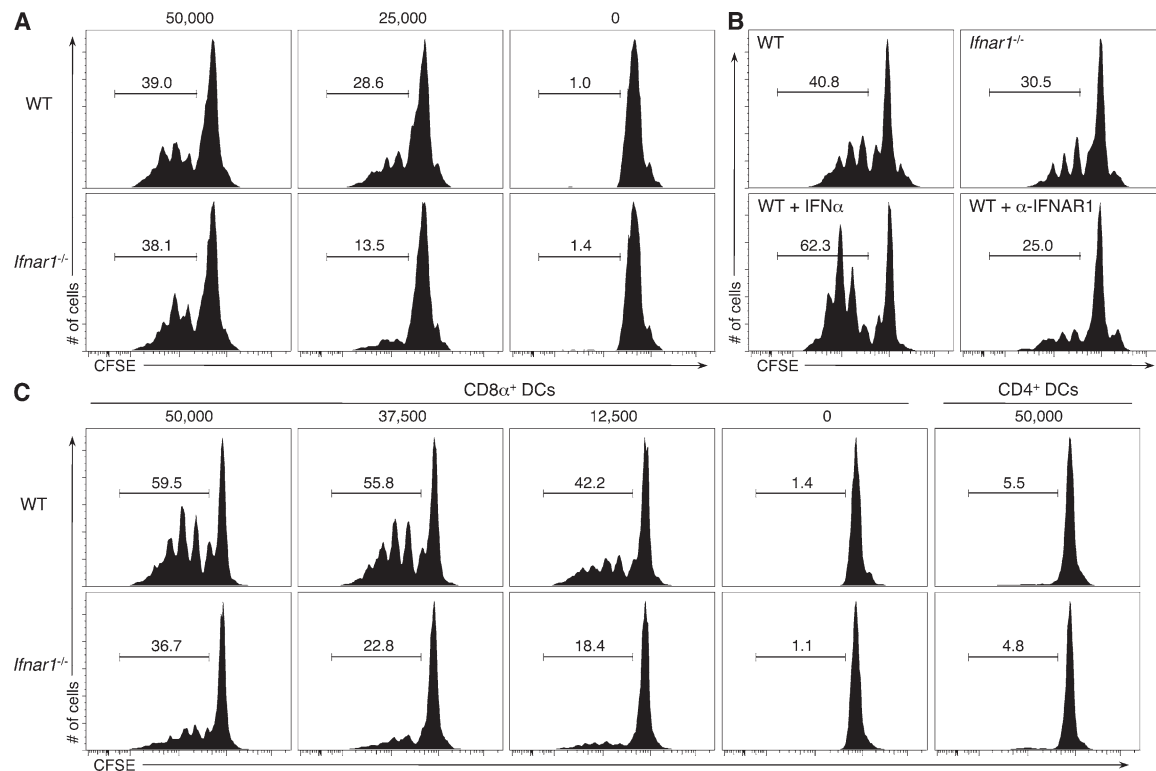 A
50,000
25,000
0
WT
39.0
28.6
1.0
Ifnar1-/-
38.1
13.5
1.4
# of cells
CFSE
B
WT
40.8
Ifnar1-/-
30.5
WT + IFNα
62.3
WT + α-IFNAR1
25.0
# of cells
CFSE
C
CD8α+ DCs
CD4+ DCs
50,000
37,500
12,500
0
50,000
WT
59.5
55.8
42.2
1.4
5.5
Ifnar1-/-
36.7
22.8
18.4
1.1
4.8
# of cells
CFSE